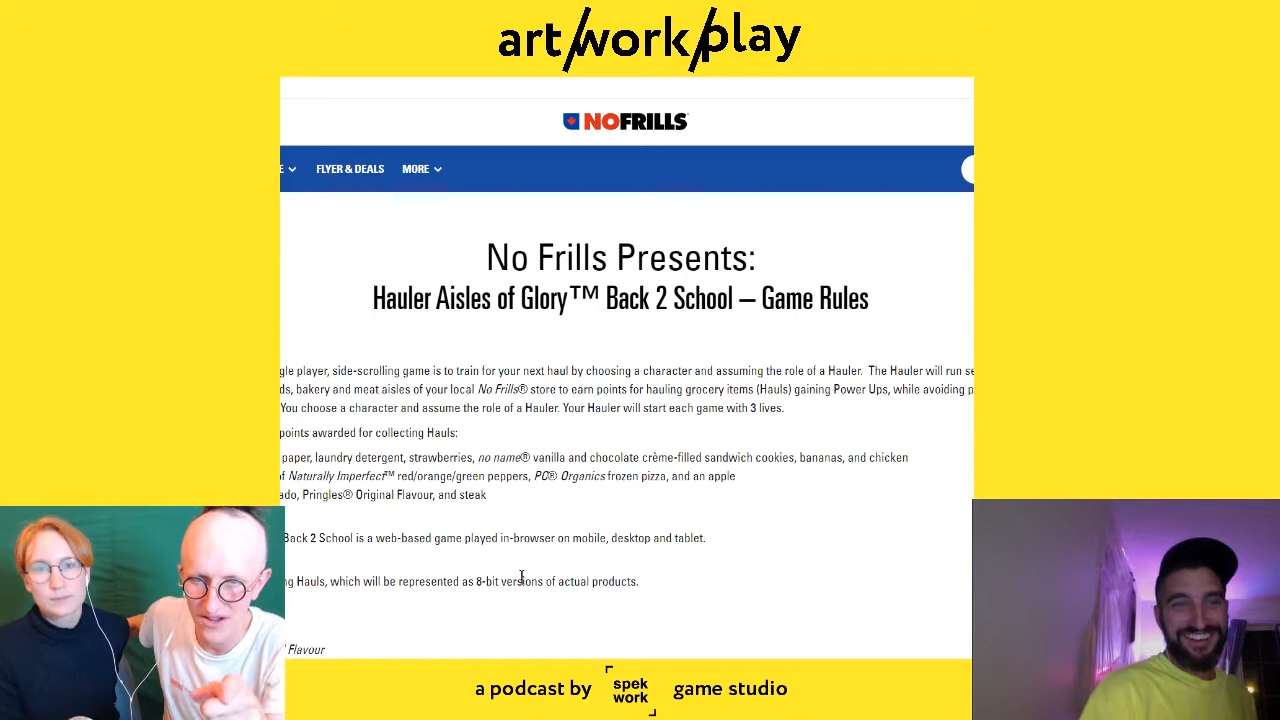 art/work/play
NOFRILLS
E
FLYER & DEALS
MORE
No Frills Presents:
Hauler Aisles of Glory™ Back 2 School – Game Rules
gle player, side-scrolling game is to train for your next haul by choosing a character and assuming the role of a Hauler. The Hauler will run se
ds, bakery and meat aisles of your local No Frills® store to earn points for hauling grocery items (Hauls) gaining Power Ups, while avoiding p
You choose a character and assume the role of a Hauler. Your Hauler will start each game with 3 lives.
points awarded for collecting Hauls:
paper, laundry detergent, strawberries, no name® vanilla and chocolate crème-filled sandwich cookies, bananas, and chicken
of Naturally Imperfect™ red/orange/green peppers, PC® Organics frozen pizza, and an apple
ado, Pringles® Original Flavour, and steak
Back 2 School is a web-based game played in-browser on mobile, desktop and tablet.
ng Hauls, which will be represented as 8-bit versions of actual products.
Flavour
a podcast by spek work game studio